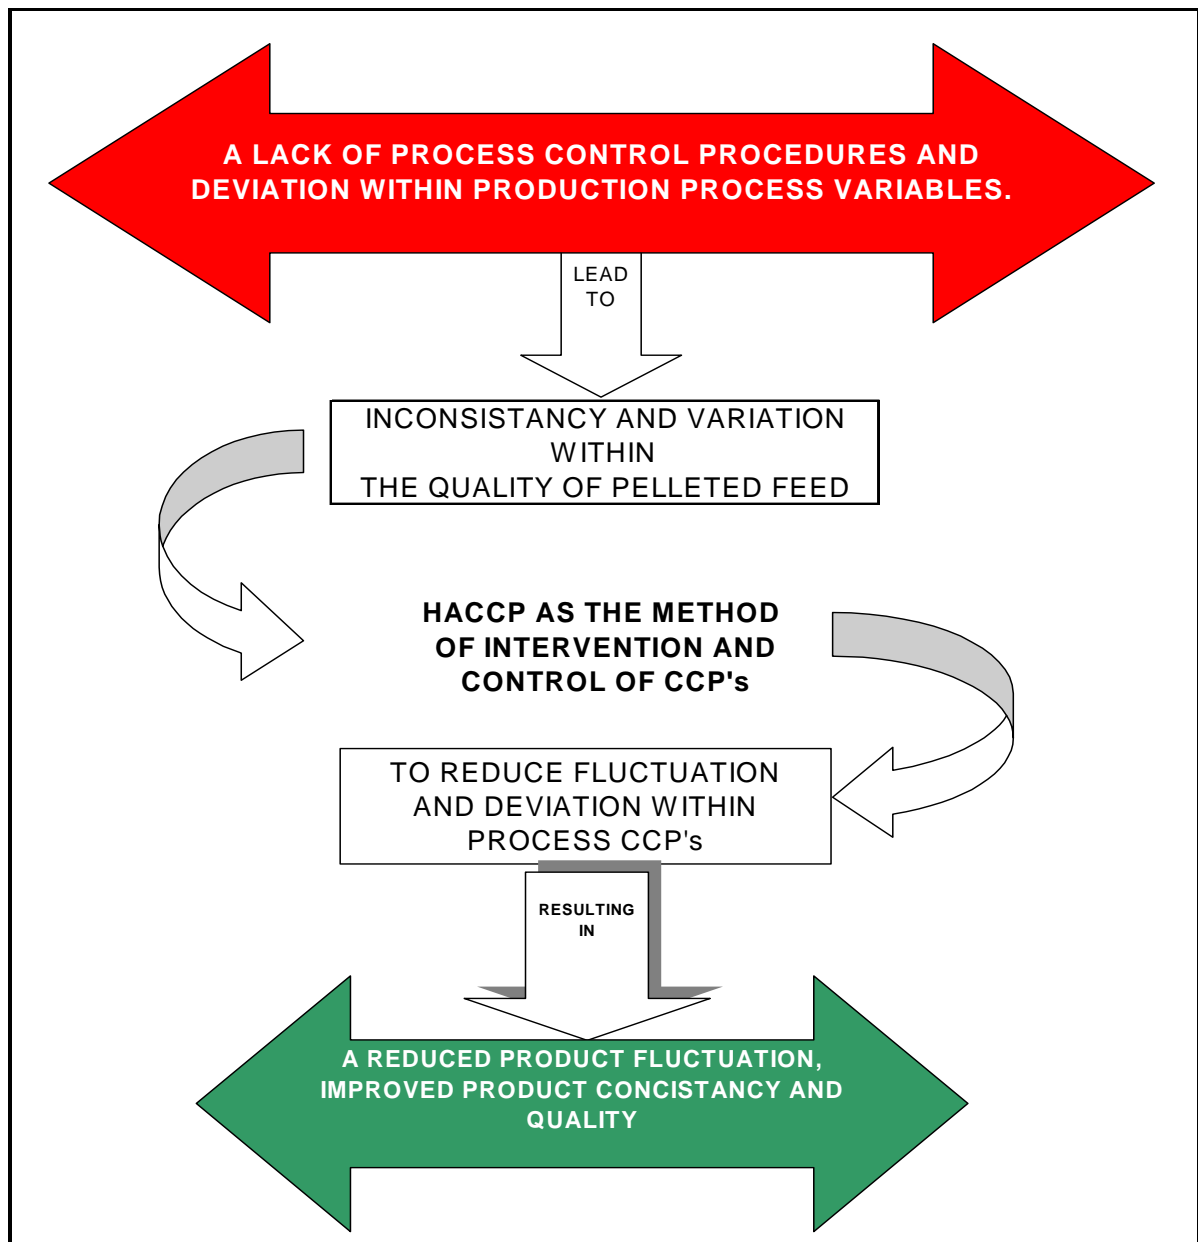 A LACK OF PROCESS CONTROL PROCEDURES AND
DEVIATION WITHIN PRODUCTION PROCESS VARIABLES.
LEAD
TO
INCONSISTANCY AND VARIATION
WITHIN
THE QUALITY OF PELLETED FEED
HACCP AS THE METHOD
OF INTERVENTION AND
CONTROL OF CCP's
TO REDUCE FLUCTUATION
AND DEVIATION WITHIN
PROCESS CCP's
RESULTING
IN
A REDUCED PRODUCT FLUCTUATION,
IMPROVED PRODUCT CONCISTANCY AND
QUALITY